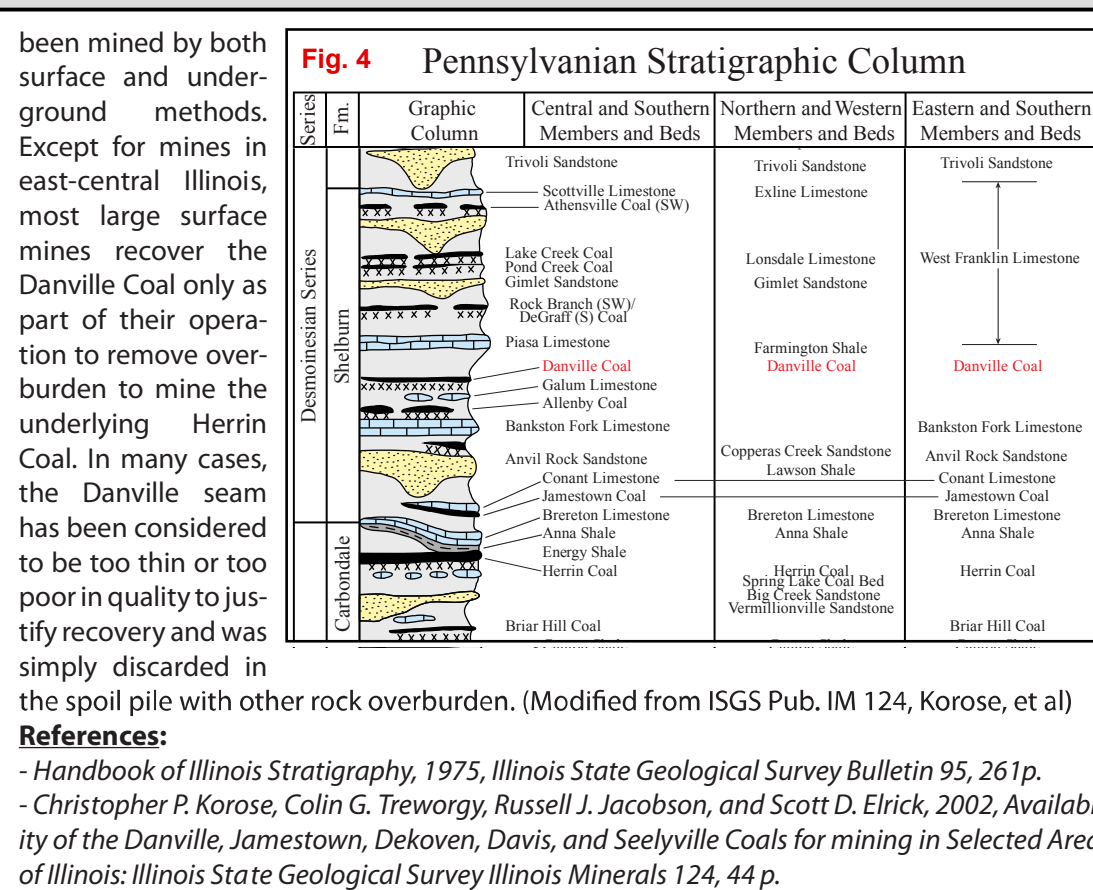 been mined by both
surface and under-
ground methods.
Except for mines in
east-central Illinois,
most large surface
mines recover the
Danville Coal only as
part of their opera-
tion to remove over-
burden to mine the
underlying Herrin
Coal. In many cases,
the Danville seam
has been considered
to be too thin or too
poor in quality to jus-
tify recovery and was
simply discarded in
the spoil pile with other rock overburden. (Modified from ISGS Pub. IM 124, Korose, et al)
Fig. 4 Pennsylvanian Stratigraphic Column
Series
Fm.
Graphic
Column
Central and Southern
Members and Beds
Northern and Western
Members and Beds
Eastern and Southern
Members and Beds
Desmoinesian Series
Shelburn
Carbondale
Trivoli Sandstone
Scottville Limestone
Athensville Coal (SW)
Lake Creek Coal
Pond Creek Coal
Gimlet Sandstone
Rock Branch (SW)/
DeGraff (S) Coal
Piasa Limestone
Danville Coal
Galum Limestone
Allenby Coal
Bankston Fork Limestone
Anvil Rock Sandstone
Conant Limestone
Jamestown Coal
Brereton Limestone
Anna Shale
Energy Shale
Herrin Coal
Briar Hill Coal
Trivoli Sandstone
Exline Limestone
Lonsdale Limestone
Gimlet Sandstone
Farmington Shale
Danville Coal
Copperas Creek Sandstone
Lawson Shale
Brereton Limestone
Anna Shale
Herrin Coal
Spring Lake Coal Bed
Big Creek Sandstone
Vermillionville Sandstone
Trivoli Sandstone
West Franklin Limestone
Danville Coal
Bankston Fork Limestone
Anvil Rock Sandstone
Conant Limestone
Jamestown Coal
Brereton Limestone
Anna Shale
Herrin Coal
Briar Hill Coal
References:
- Handbook of Illinois Stratigraphy, 1975, Illinois State Geological Survey Bulletin 95, 261p.
- Christopher P. Korose, Colin G. Treworgy, Russell J. Jacobson, and Scott D. Elrick, 2002, Availabi
ity of the Danville, Jamestown, Dekoven, Davis, and Seelyville Coals for mining in Selected Area
of Illinois: Illinois State Geological Survey Illinois Minerals 124, 44 p.